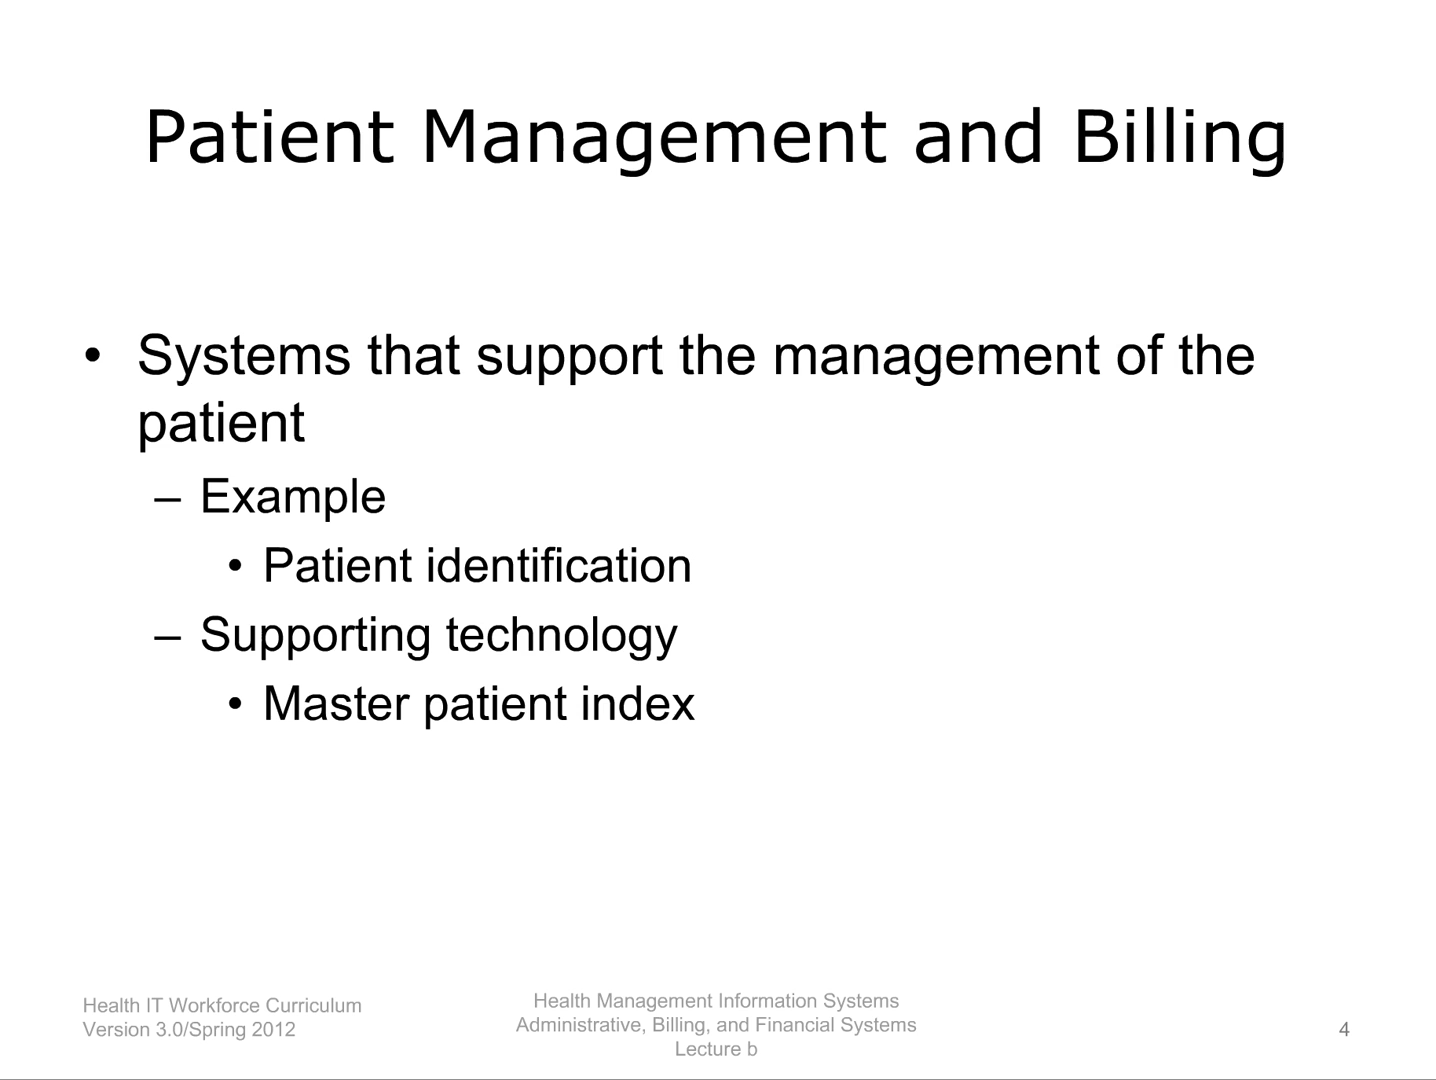 Patient Management and Billing
• Systems that support the management of the
patient
– Example
• Patient identification
– Supporting technology
• Master patient index
Health IT Workforce Curriculum
Version 3.0/Spring 2012
Health Management Information Systems
Administrative, Billing, and Financial Systems
Lecture b
4